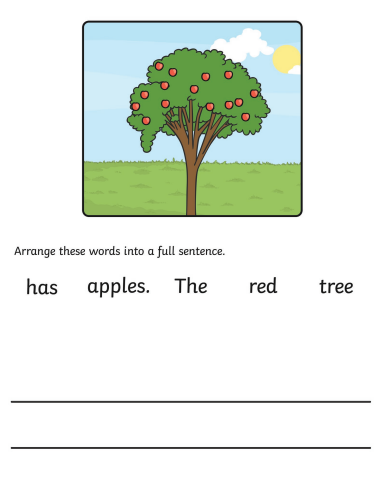 Arrange these words into a full sentence.
has apples. The red tree